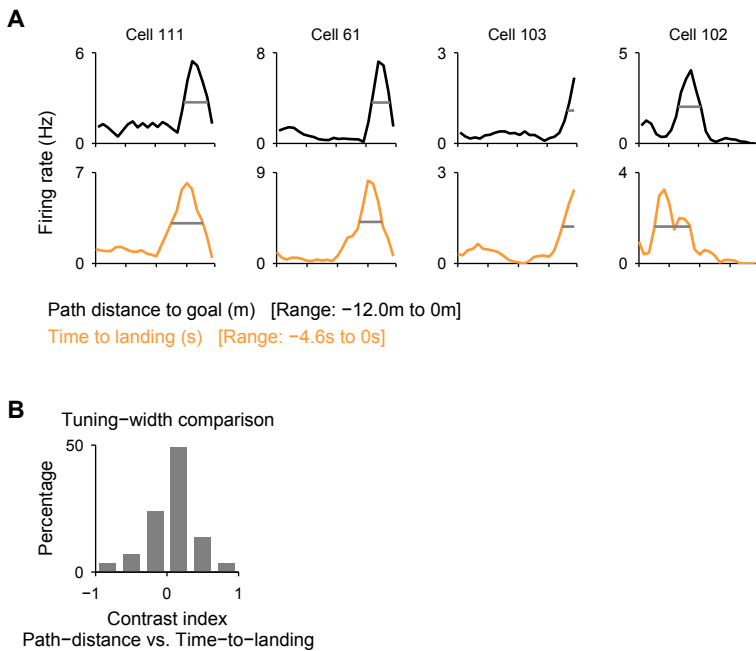 A
Cell 111 Cell 61 Cell 103 Cell 102
6 8 3 5
0 0 0 0
Firing rate (Hz)
7 9 3 4
0 0 0 0
Path distance to goal (m) [Range: −12.0m to 0m]
Time to landing (s) [Range: −4.6s to 0s]
B
Tuning−width comparison
50
Percentage
0
−1 0 1
Contrast index
Path−distance vs. Time−to−landing